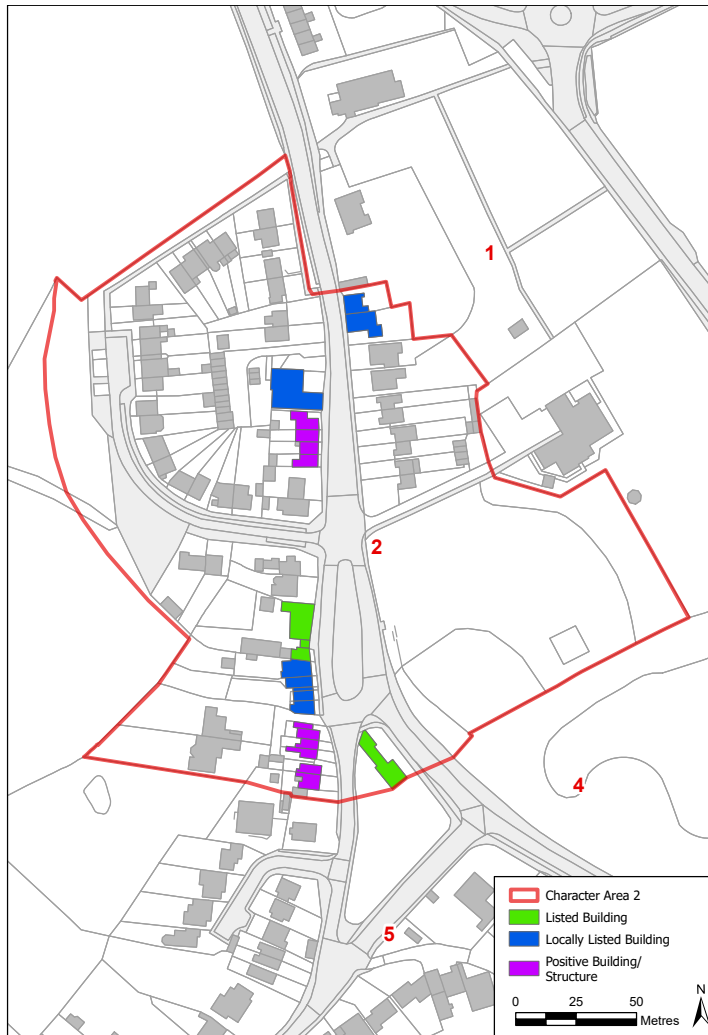 1
2
4
5
Character Area 2
Listed Building
Locally Listed Building
Positive Building/
Structure
N
0 25 50
Metres